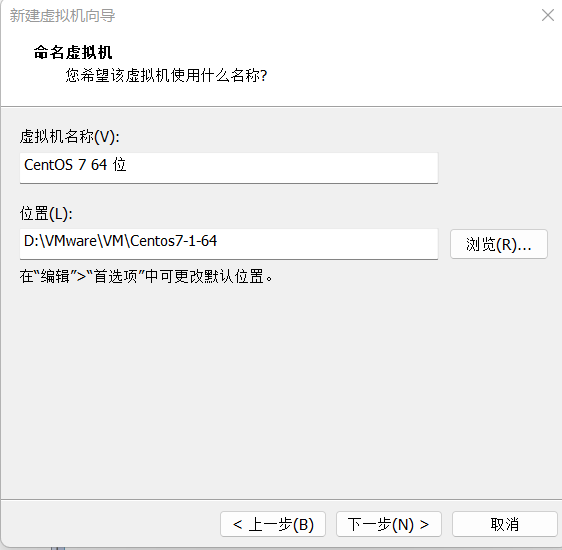 新建虚拟机向导
命名虚拟机
您希望该虚拟机使用什么名称?
虚拟机名称(V):
CentOS 7 64 位
位置(L):
D:\VMware\VM\Centos7-1-64
浏览(R)...
在“编辑”>“首选项”中可更改默认位置。
< 上一步(B) 下一步(N) > 取消